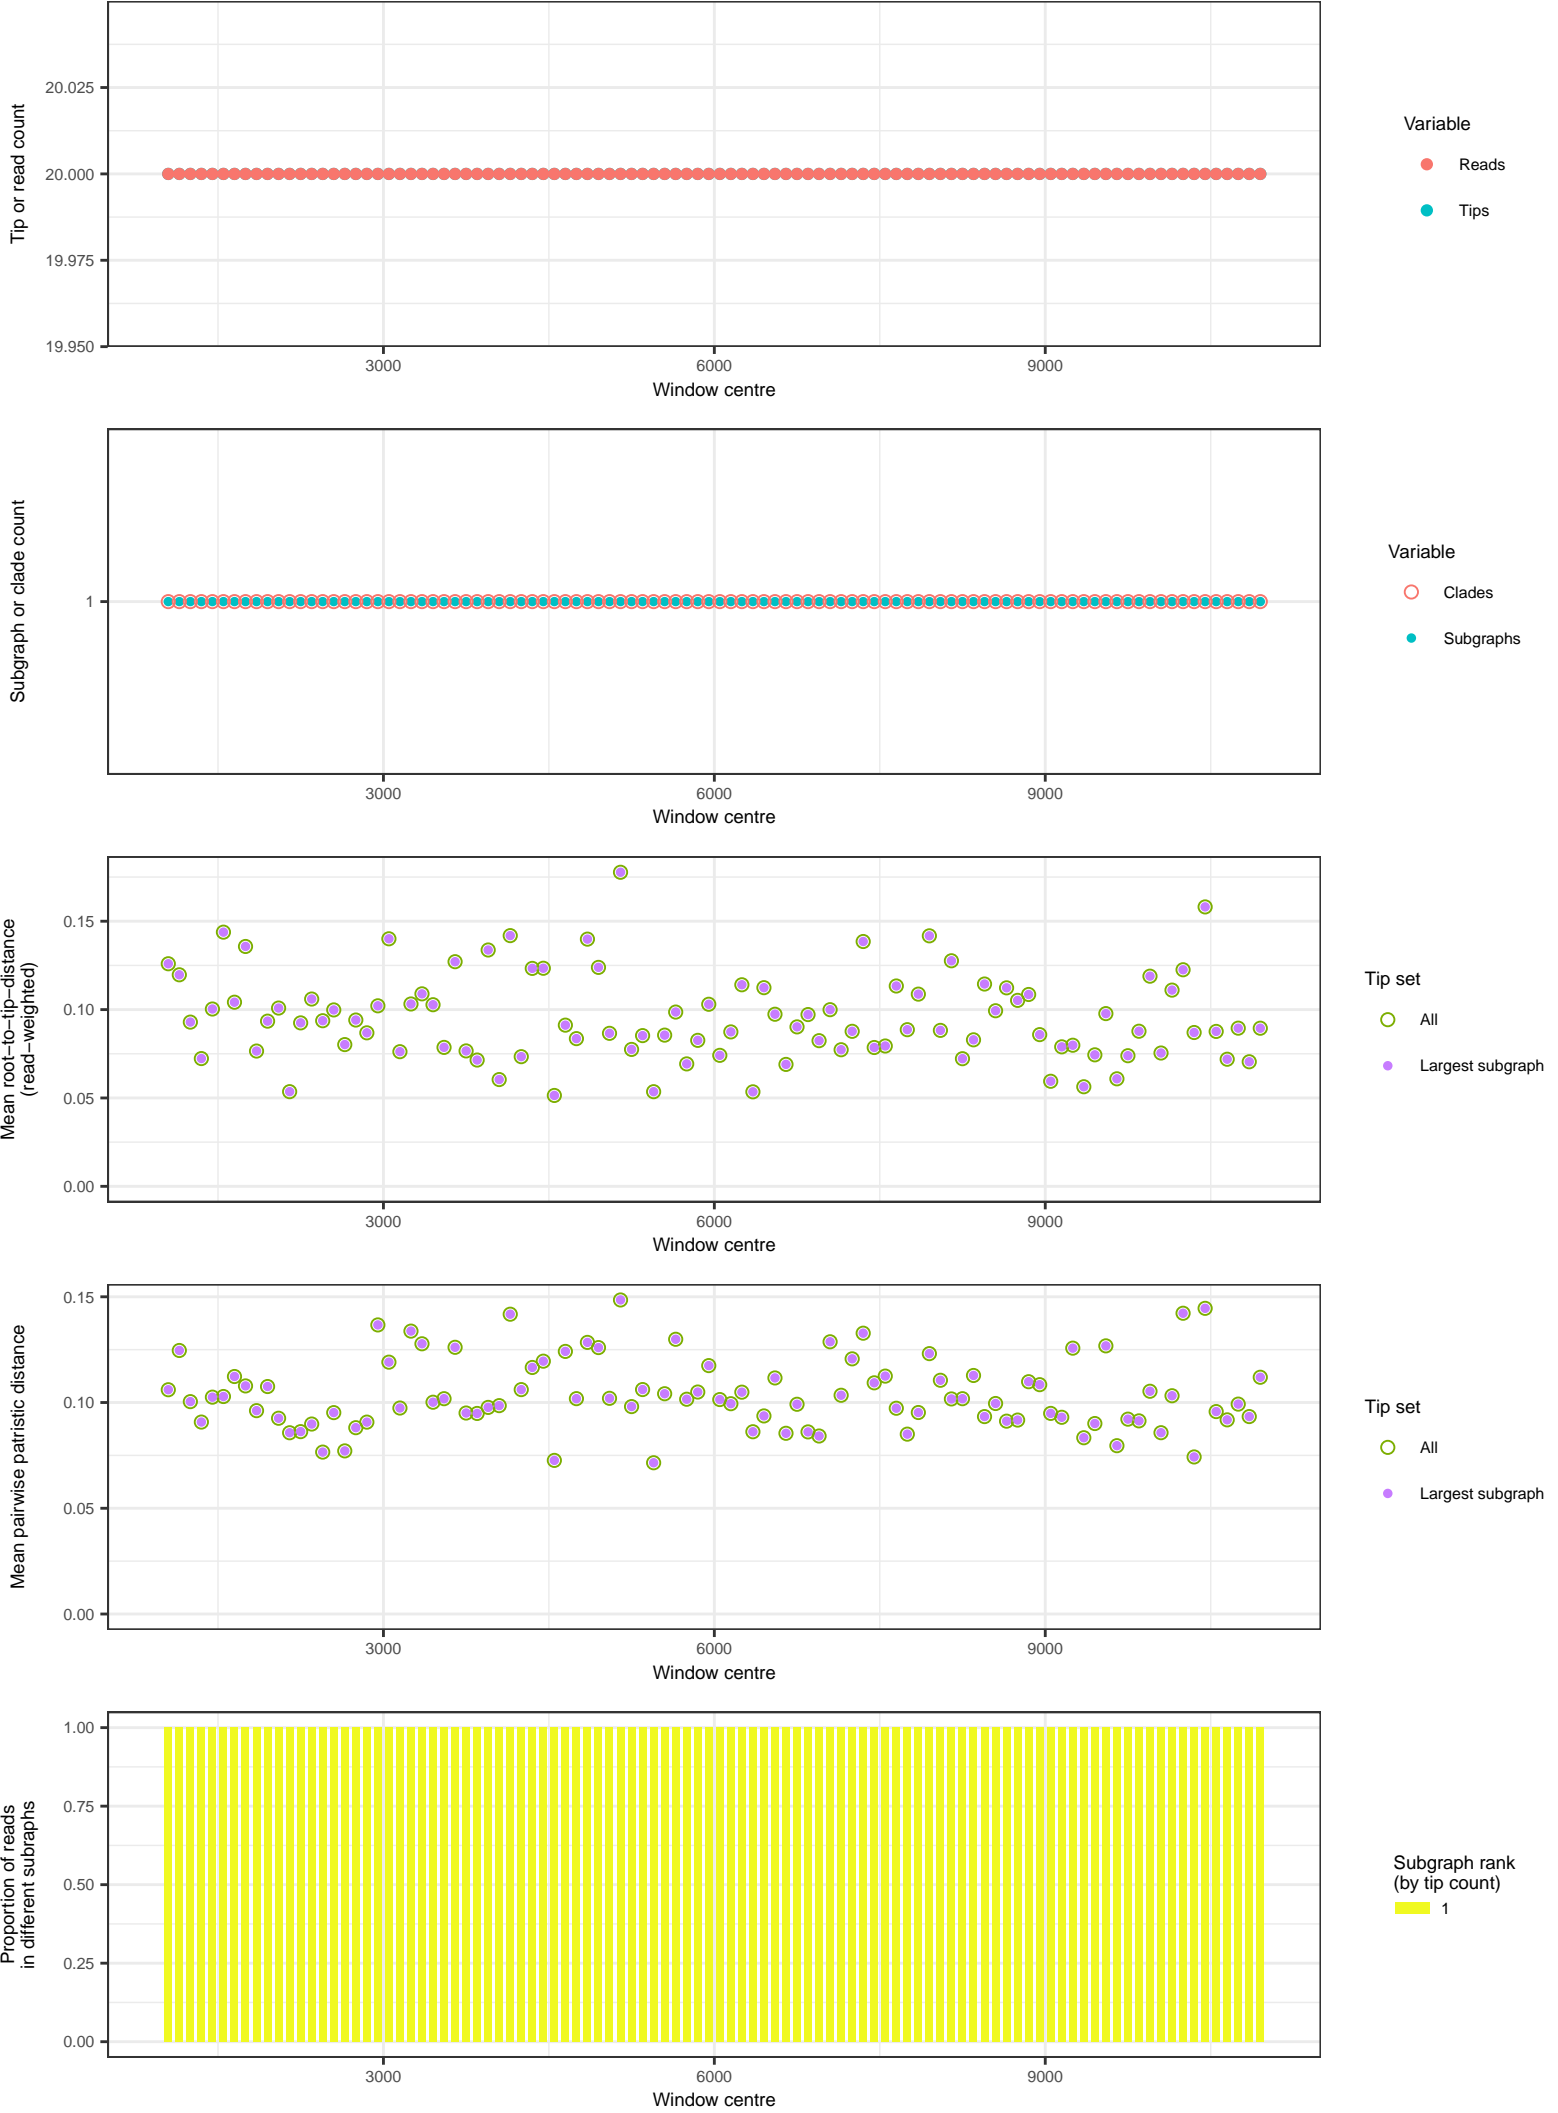 20.025
20.000
19.975
19.950
Tip or read count
3000 6000 9000
Window centre
Variable
Reads
Tips
1
Subgraph or clade count
3000 6000 9000
Window centre
Variable
Clades
Subgraphs
0.15
0.10
0.05
0.00
Mean root−to−tip−distance
(read−weighted)
3000 6000 9000
Window centre
Tip set
All
Largest subgraph
0.15
0.10
0.05
0.00
Mean pairwise patristic distance
3000 6000 9000
Window centre
Tip set
All
Largest subgraph
1.00
0.75
0.50
0.25
0.00
Proportion of reads
in different subraphs
3000 6000 9000
Window centre
Subgraph rank
(by tip count)
1